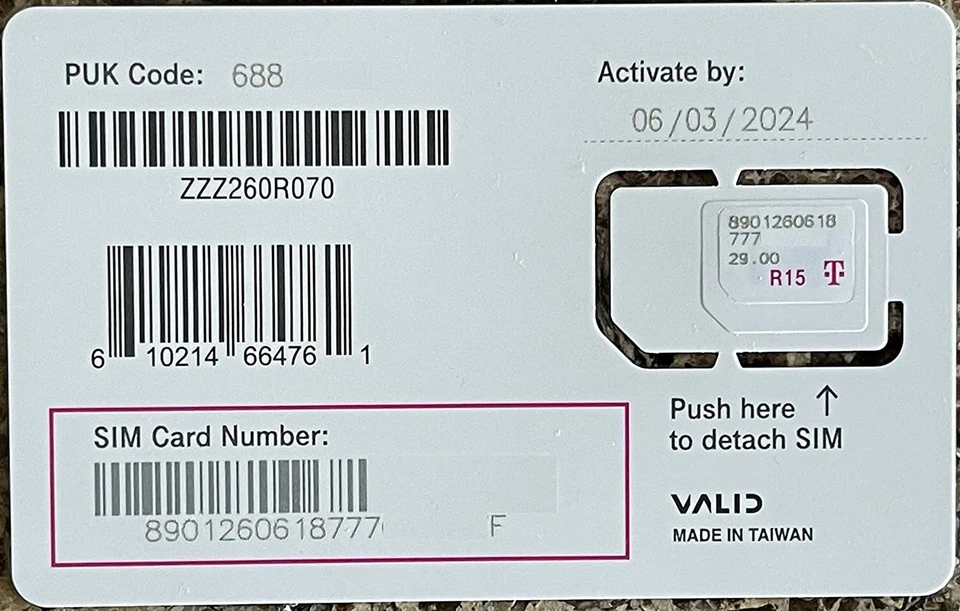 PUK Code: 688
ZZZ260R070
6 10214 66476 1
SIM Card Number:
8901260618777 F
Activate by:
06/03/2024
8901260618
777
29.00
R15 T
Push here ↑
to detach SIM
VALID
MADE IN TAIWAN